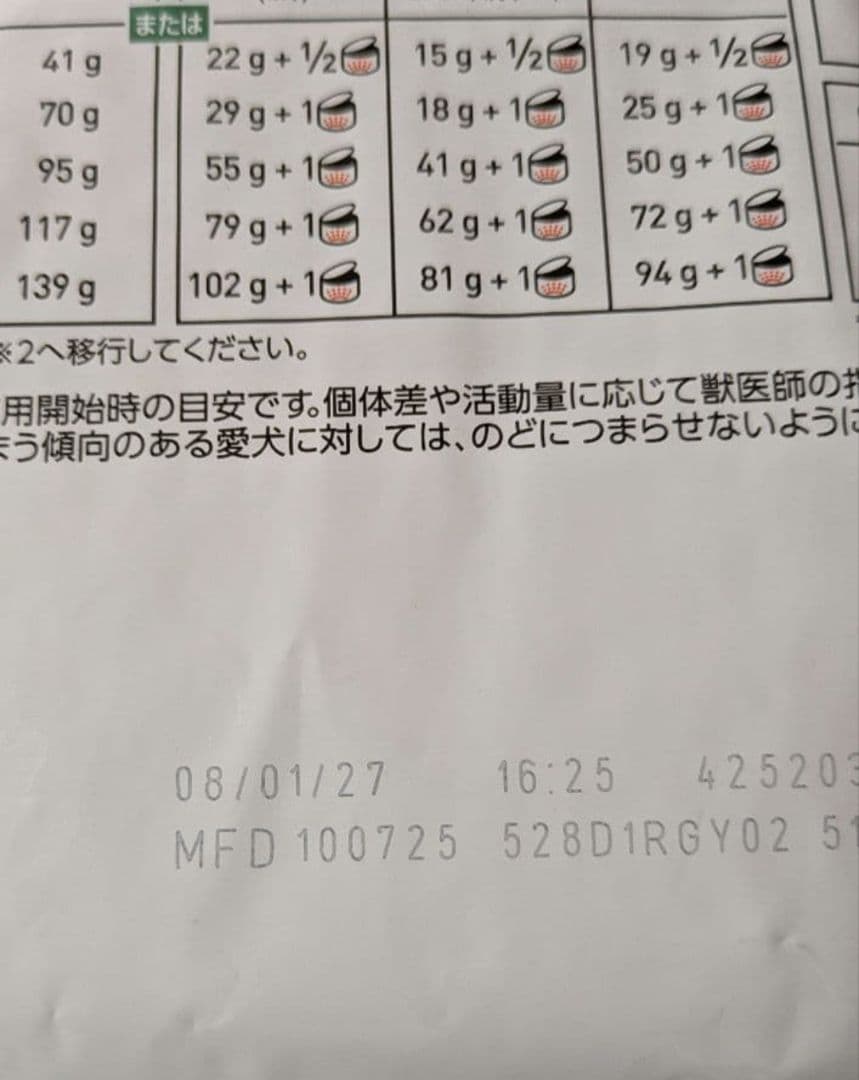 または
41 g 22 g + ½ 15 g + ½ 19 g + ½
70 g 29 g + 1 18 g + 1 25 g + 1
95 g 55 g + 1 41 g + 1 50 g + 1
117 g 79 g + 1 62 g + 1 72 g + 1
139 g 102 g + 1 81 g + 1 94 g + 1
※2へ移行してください。
用開始時の目安です。個体差や活動量に応じて獣医師の
う傾向のある愛犬に対しては、のどにつまらせないように
08/01/27 16:25 425203
MFD 100725 528D1RGY02 51